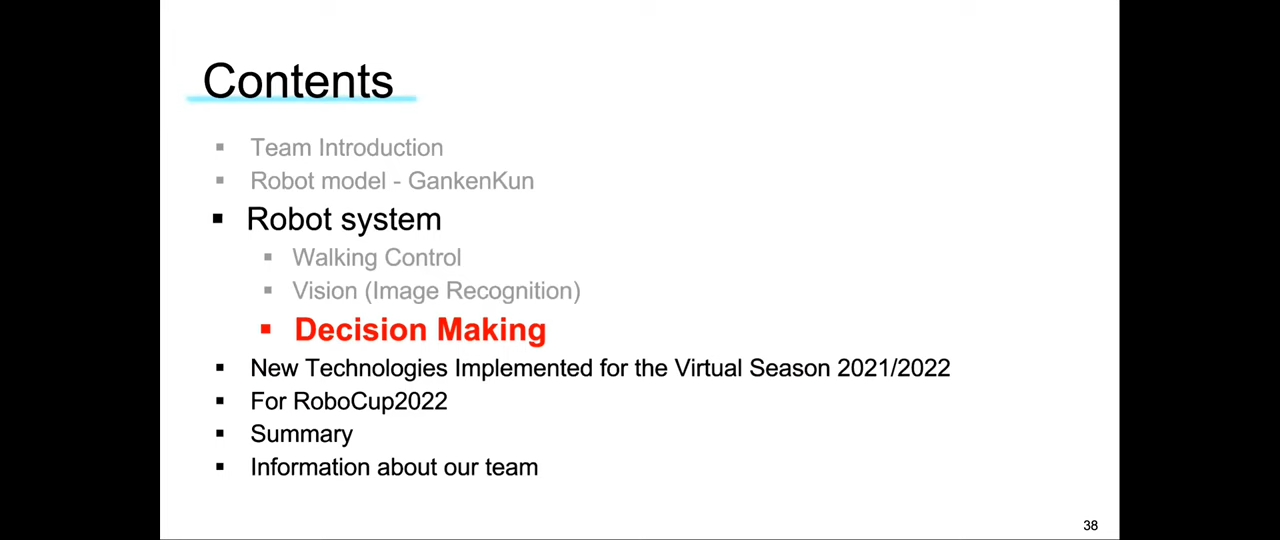 Contents
▪ Team Introduction
▪ Robot model - GankenKun
▪ Robot system
▪ Walking Control
▪ Vision (Image Recognition)
▪ Decision Making
▪ New Technologies Implemented for the Virtual Season 2021/2022
▪ For RoboCup2022
▪ Summary
▪ Information about our team
38